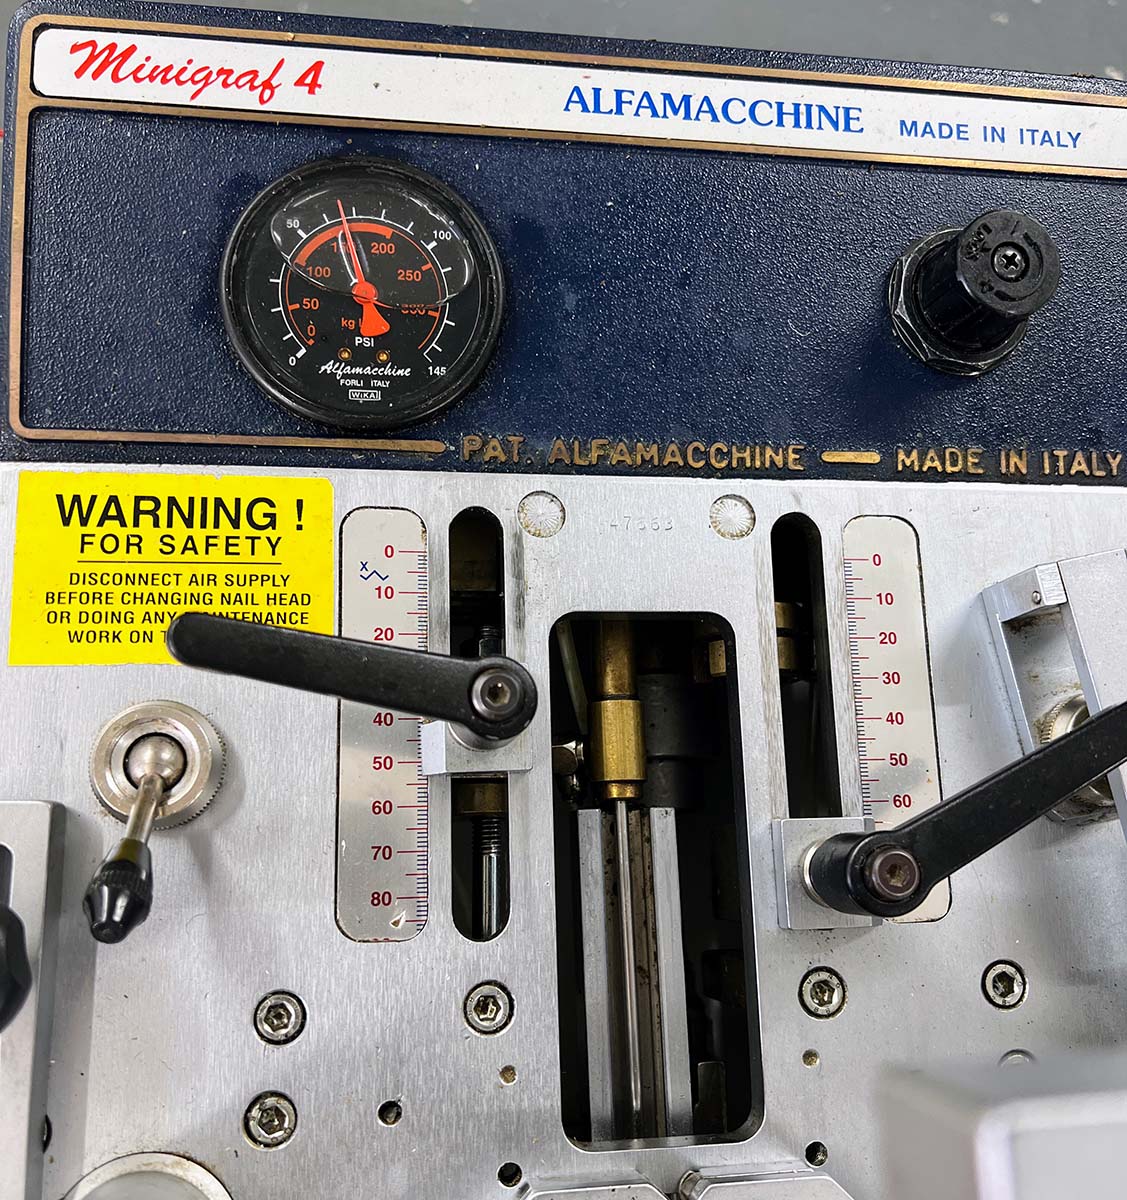 Minigraf 4
ALFAMACCHINE MADE IN ITALY
50
100
150 200
100
250
50
300
0
kg
PSI
0
145
Alfamacchine
FORLI ITALY
WIKA
PAT. ALFAMACCHINE — MADE IN ITALY
WARNING !
FOR SAFETY
DISCONNECT AIR SUPPLY
BEFORE CHANGING NAIL HEAD
OR DOING ANY MAINTENANCE
WORK ON
47363
X
0
10
20
40
50
60
70
80
0
10
20
30
40
50
60